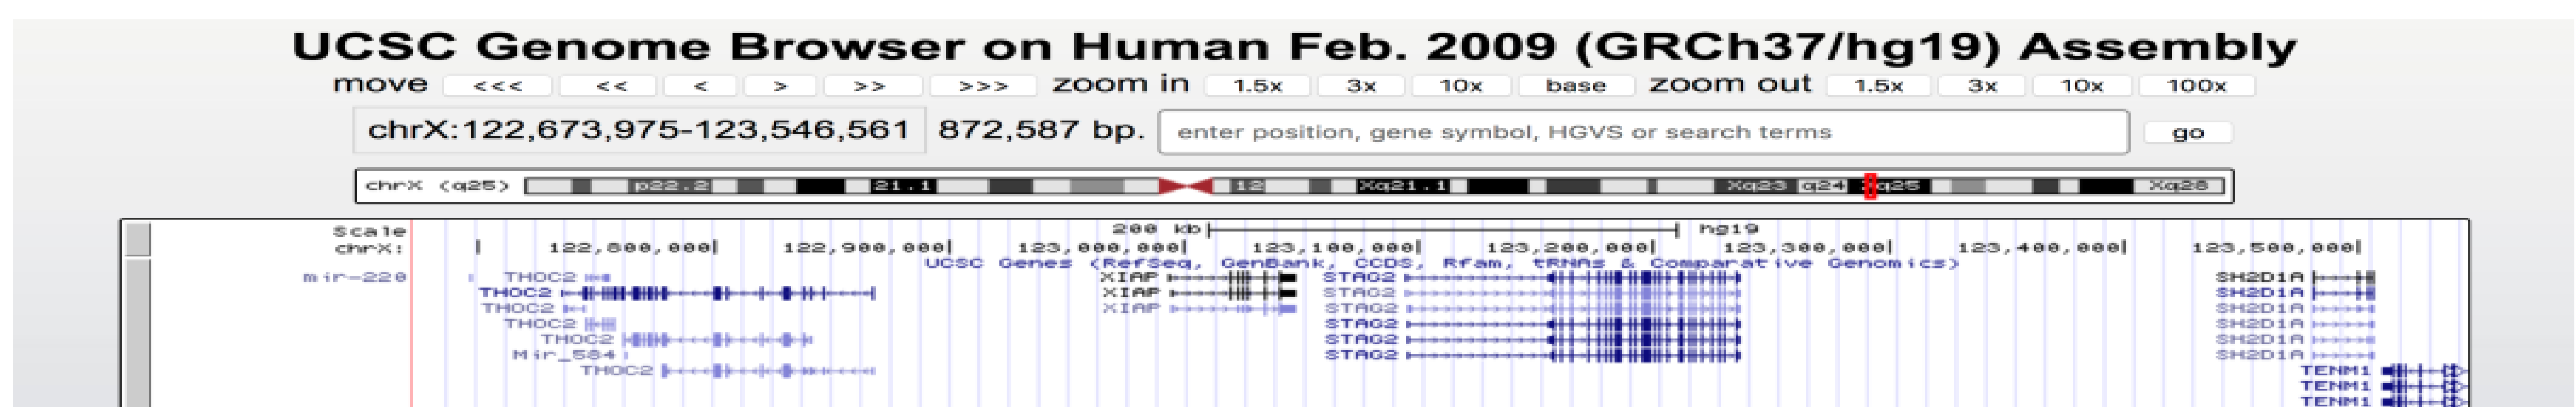 UCSC Genome Browser on Human Feb. 2009 (GRCh37/hg19) Assembly
move <<< << < > >> >>> zoom in 1.5x 3x 10x base zoom out 1.5x 3x 10x 100x
chrX:122,673,975-123,546,561 872,587 bp. enter position, gene symbol, HGVS or search terms go
chrX (q25) p22.2 21.1 12 Xq21.1 Xq23 q24 Xq25 Xq28
Scale 200 kb hg19
chrX: 122,800,000 122,900,000 123,000,000 123,100,000 123,200,000 123,300,000 123,400,000 123,500,000
UCSC Genes (RefSeq, GenBank, CCDS, Rfam, tRNAs & Comparative Genomics)
mir-220 THOC2 XIAP STAG2 SH2D1A
THOC2 XIAP STAG2 SH2D1A
THOC2 XIAP STAG2 SH2D1A
THOC2 STAG2 SH2D1A
THOC2 STAG2 SH2D1A
Mir_584 STAG2 SH2D1A
THOC2 TENM1
TENM1
TENM1